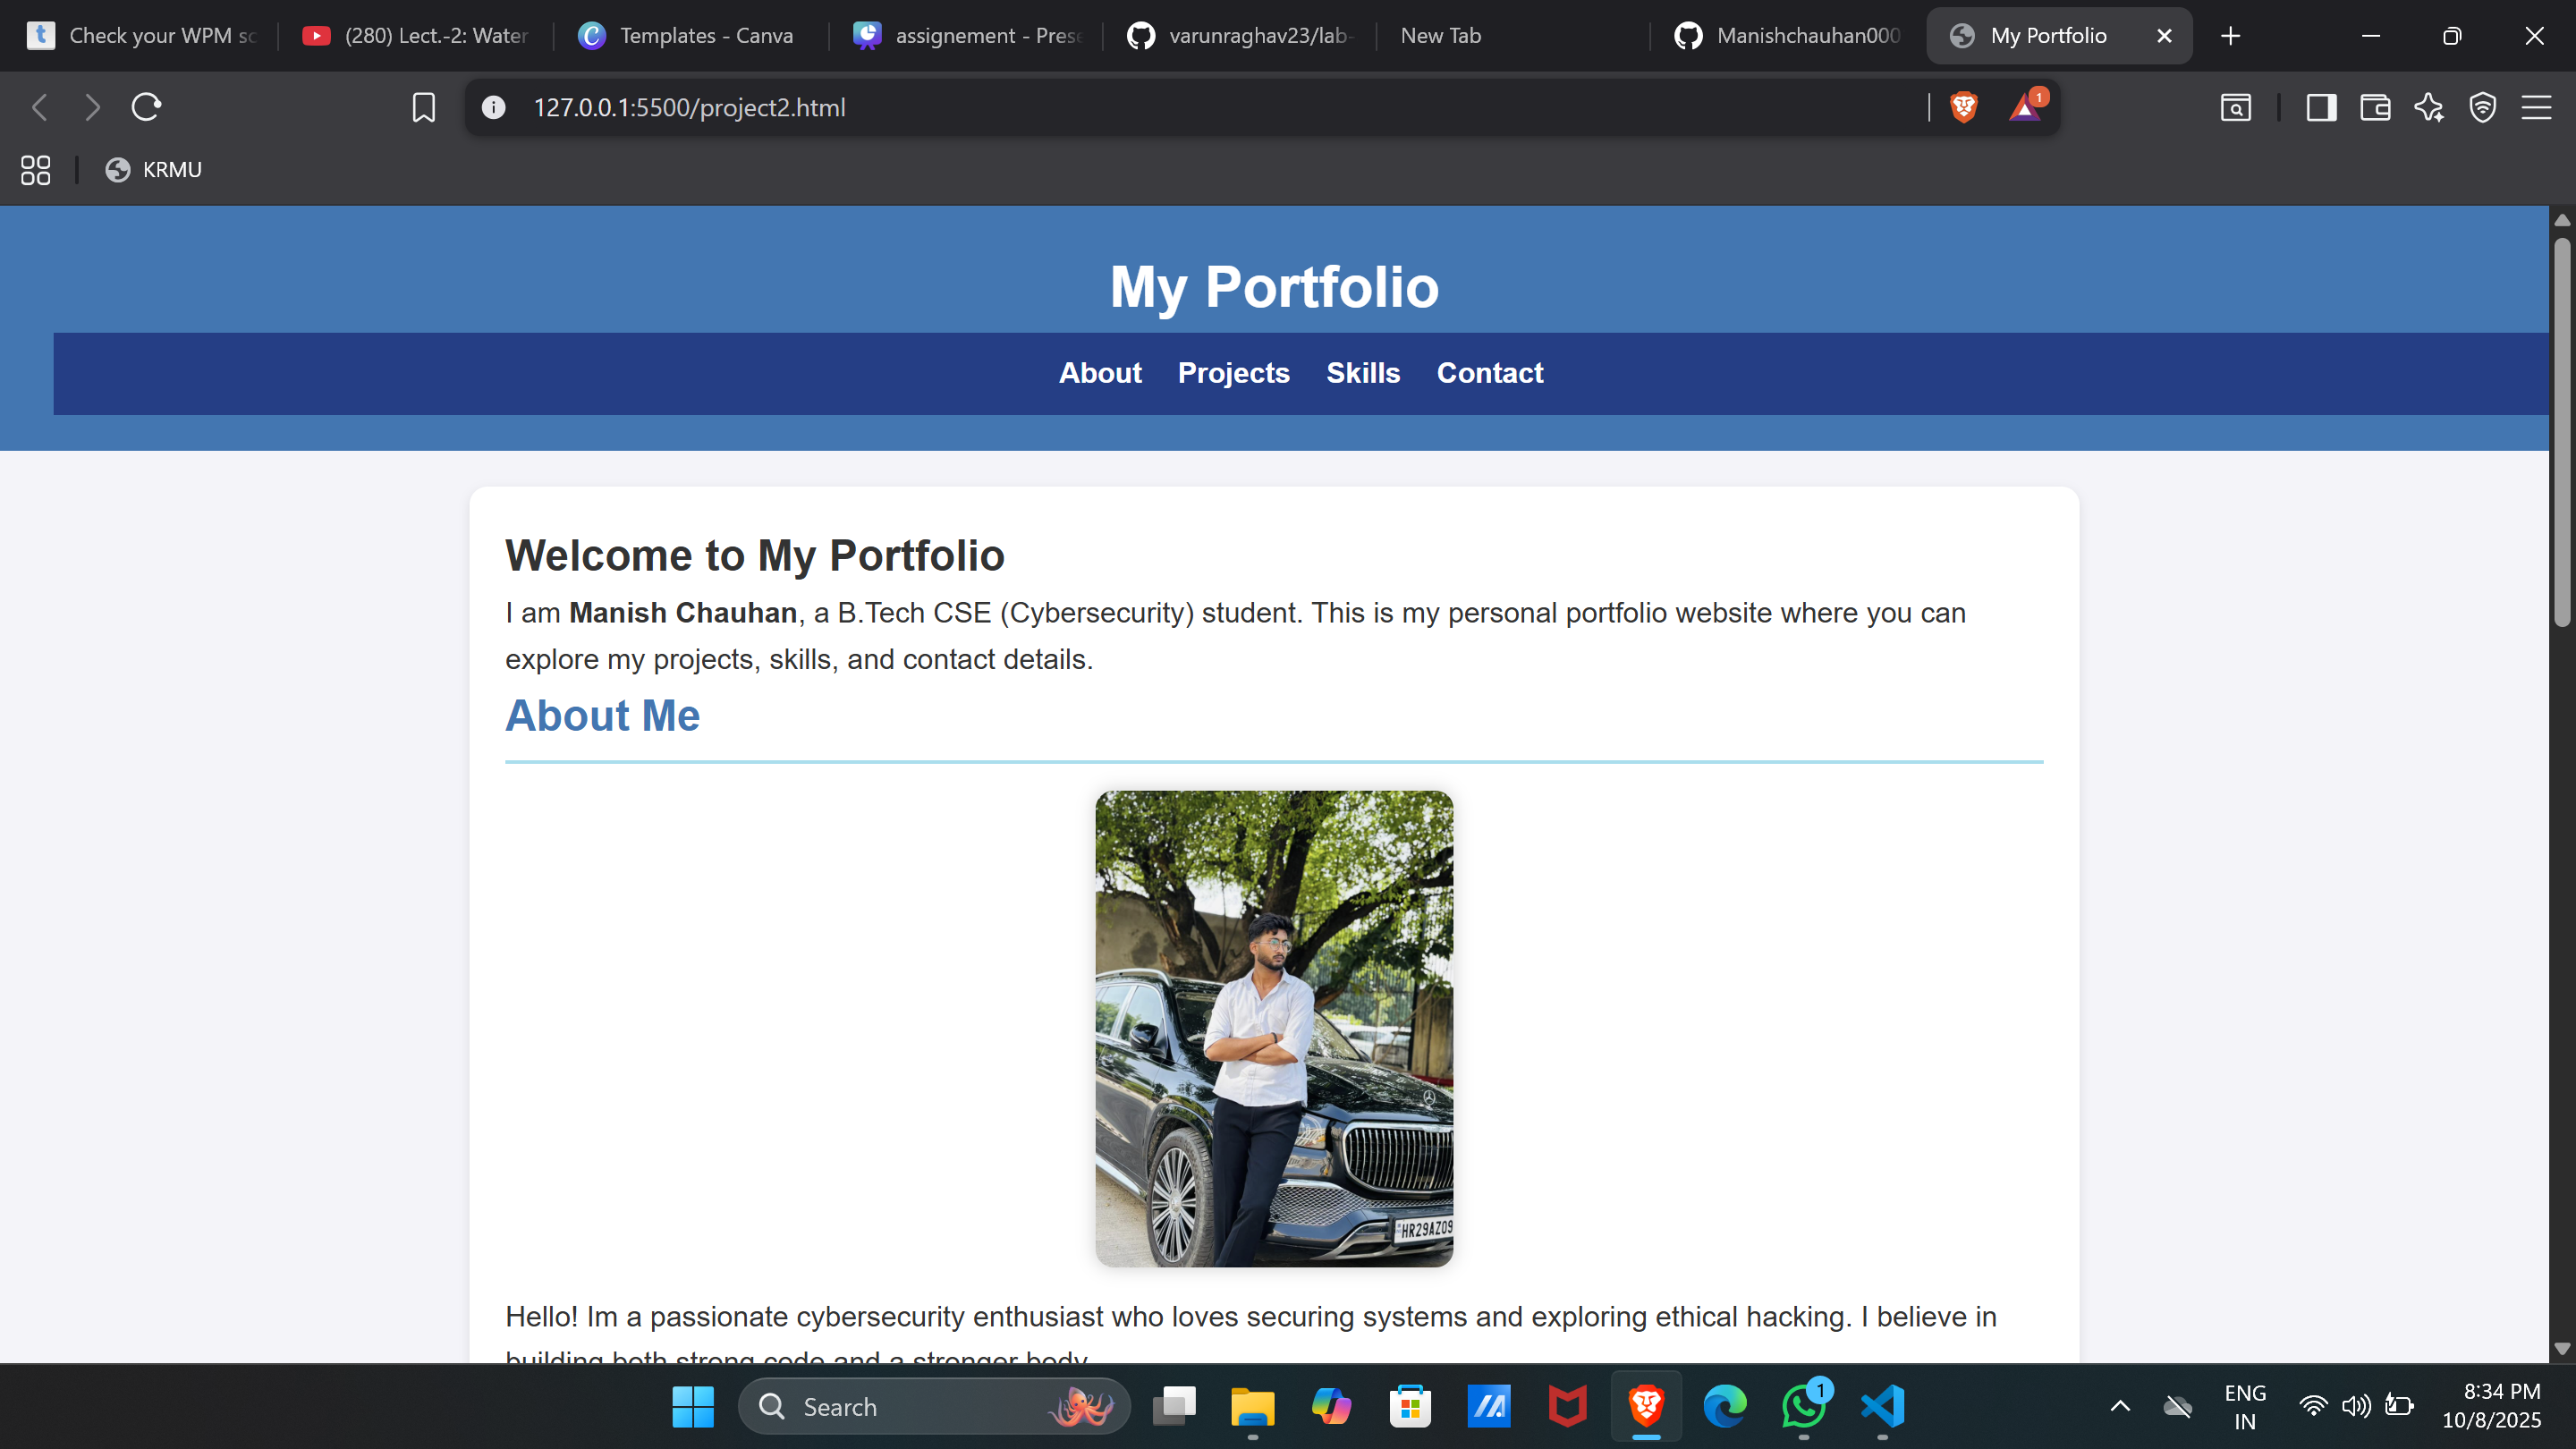 Check your WPM sc
(280) Lect.-2: Water
Templates - Canva
assignement - Prese
varunraghav23/lab-
New Tab
Manishchauhan000
My Portfolio
127.0.0.1:5500/project2.html
1
KRMU
My Portfolio
About Projects Skills Contact
Welcome to My Portfolio
I am Manish Chauhan, a B.Tech CSE (Cybersecurity) student. This is my personal portfolio website where you can
explore my projects, skills, and contact details.
About Me
HR29AZ09
Hello! Im a passionate cybersecurity enthusiast who loves securing systems and exploring ethical hacking. I believe in
building both strong code and a stronger body.
Search
1
ENG
IN
8:34 PM
10/8/2025